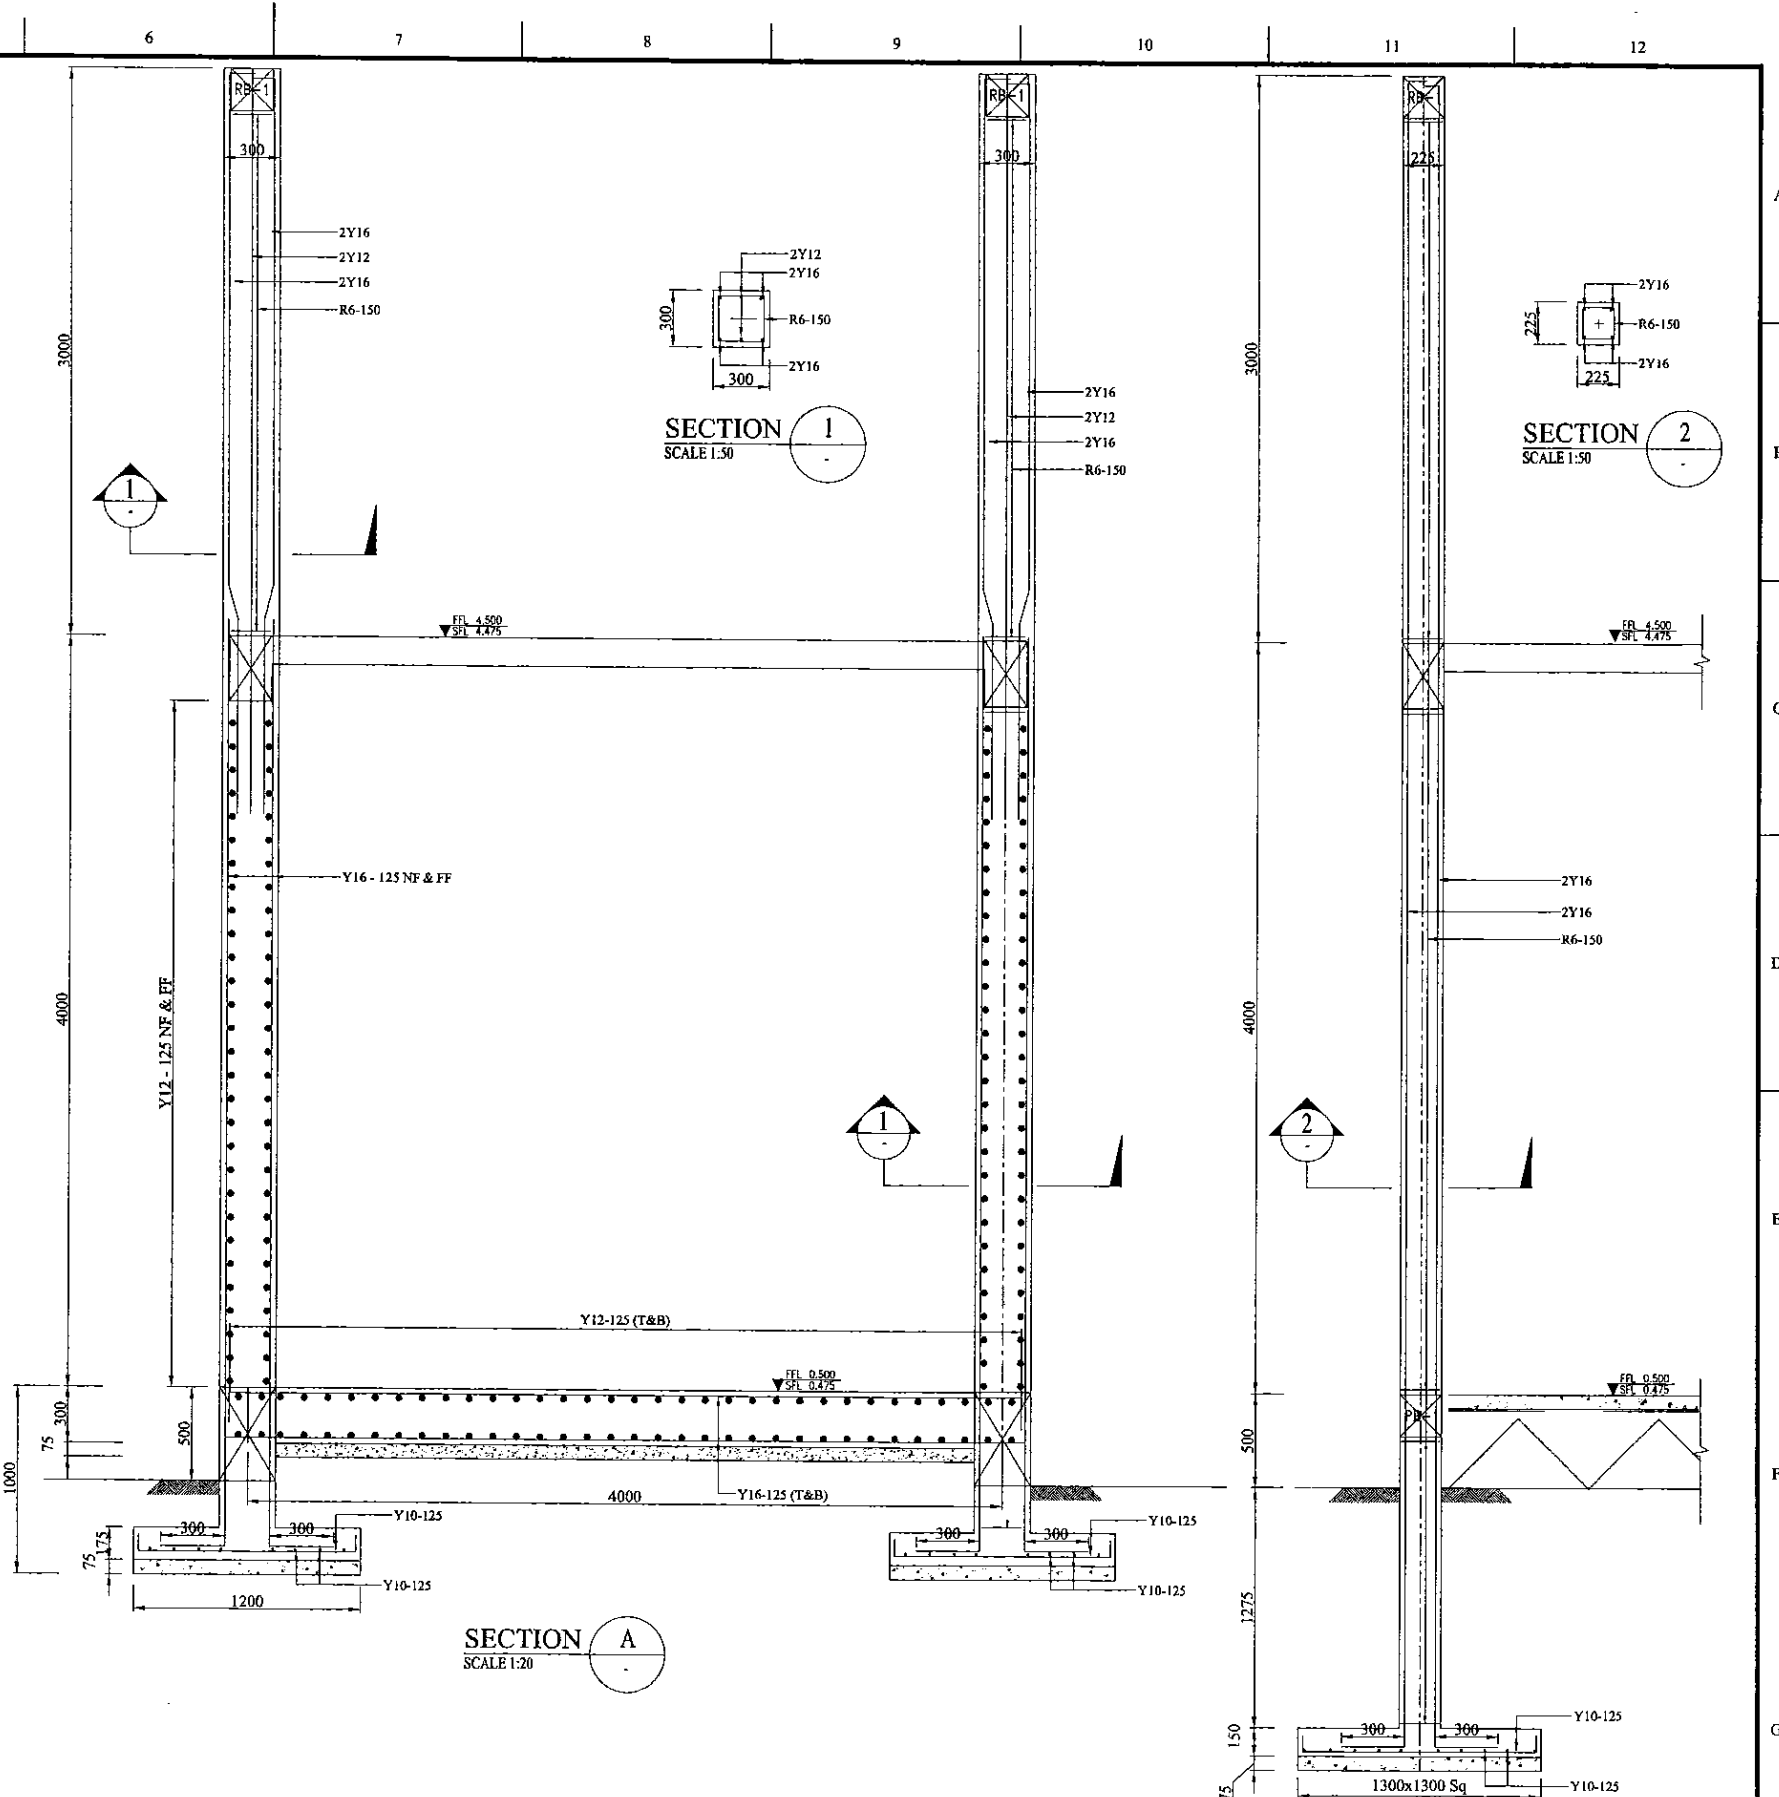 6 7 8 9 10 11 12
RB-1 RB-1 RB-1
300 300 225
A
2Y16
2Y12
2Y16
R6-150
3000
2Y12
2Y16
R6-150
2Y16
300
300
SECTION 1
SCALE 1:50
-
2Y16
2Y12
2Y16
R6-150
3000
2Y16
R6-150
2Y16
225
225
SECTION 2
SCALE 1:50
-
1
-
FFL 4.500
SFL 4.475
FFL 4.500
SFL 4.475
Y16 - 125 NF & FF
Y12 - 125 NF & FF
4000
4000
2Y16
2Y16
R6-150
1
-
2
-
E
Y12-125 (T&B)
FFL 0.500
SFL 0.475
FFL 0.500
SFL 0.475
300
75
500
1000
500
4000
Y16-125 (T&B)
Y10-125
300 300
175
75
Y10-125
1200
Y10-125
300 300
Y10-125
1275
SECTION A
SCALE 1:20
-
G
150
75
300 300
Y10-125
1300x1300 Sq
Y10-125